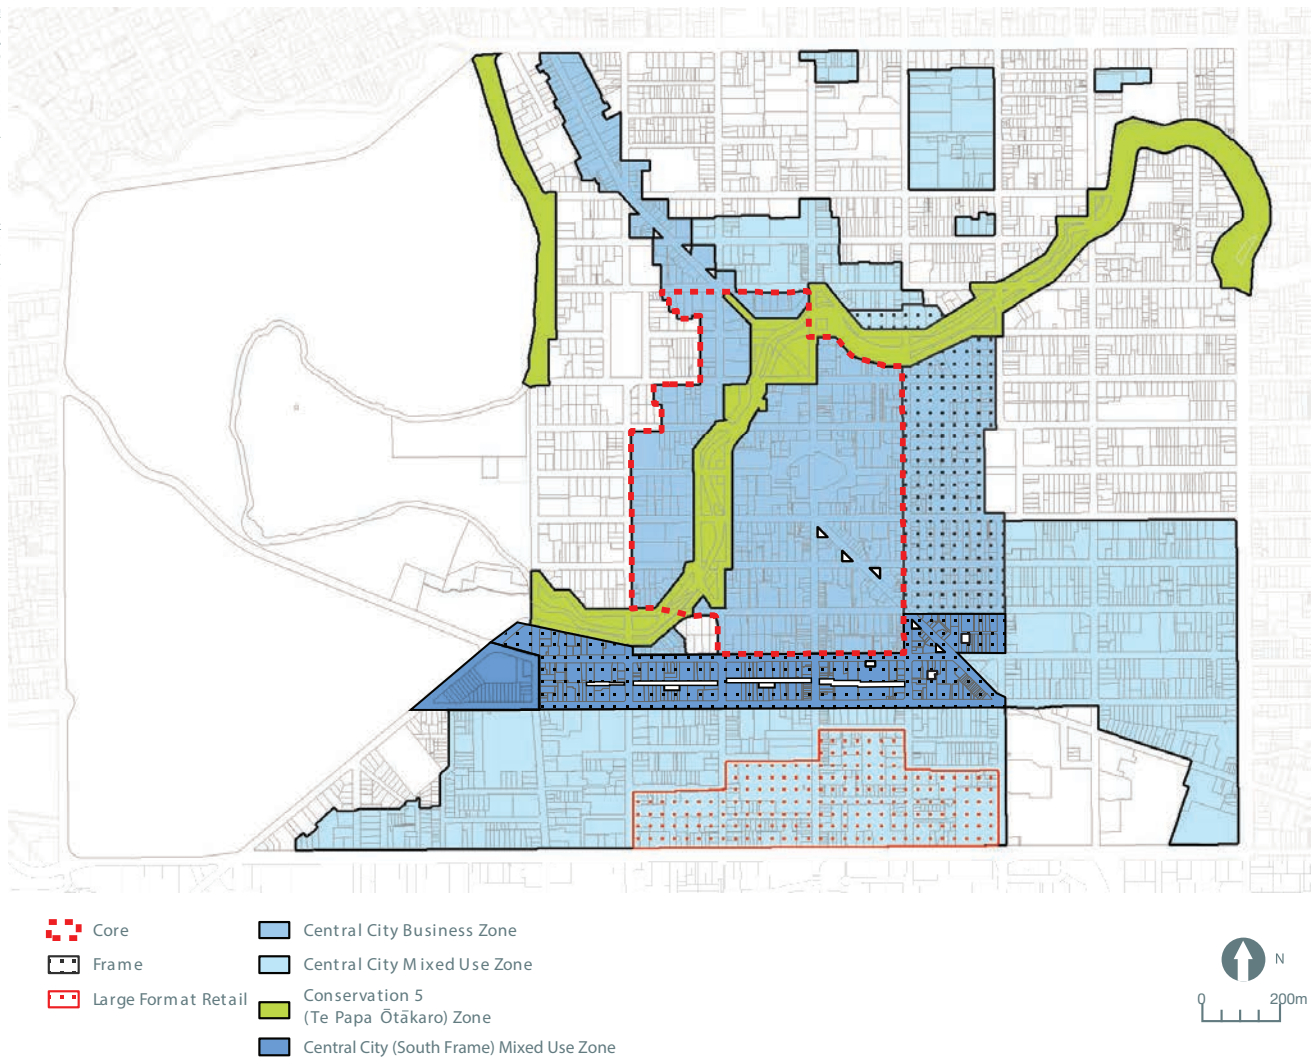 Core
Frame
Large Format Retail
Central City Business Zone
Central City Mixed Use Zone
Conservation 5
(Te Papa Ōtākaro) Zone
Central City (South Frame) Mixed Use Zone
N
0 200m